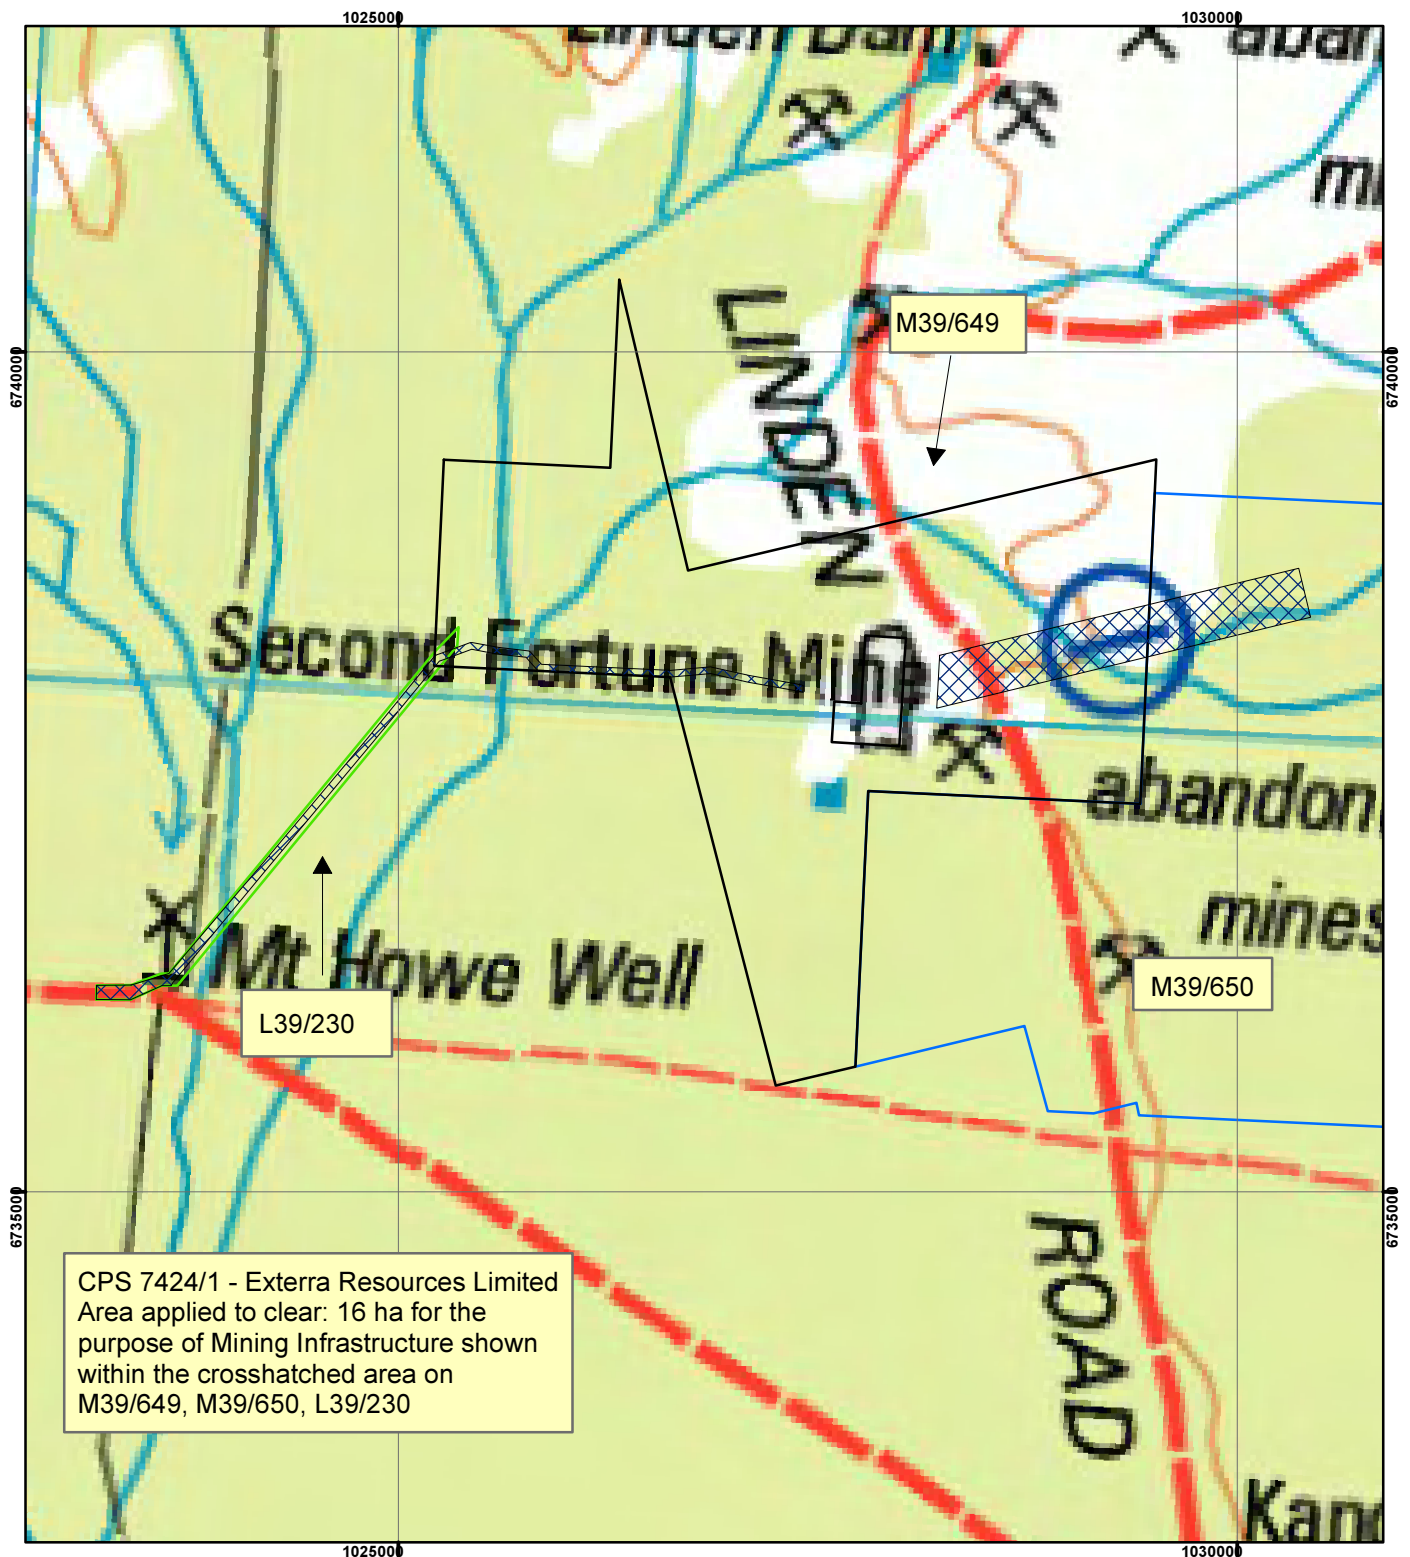 1025000
1030000
Linden Dam
M39/649
LINDEN
6740000
6740000
Second Fortune Mine
abandon
mines
Mt Howe Well
M39/650
L39/230
6735000
6735000
ROAD
CPS 7424/1 - Exterra Resources Limited
Area applied to clear: 16 ha for the
purpose of Mining Infrastructure shown
within the crosshatched area on
M39/649, M39/650, L39/230
1025000
1030000